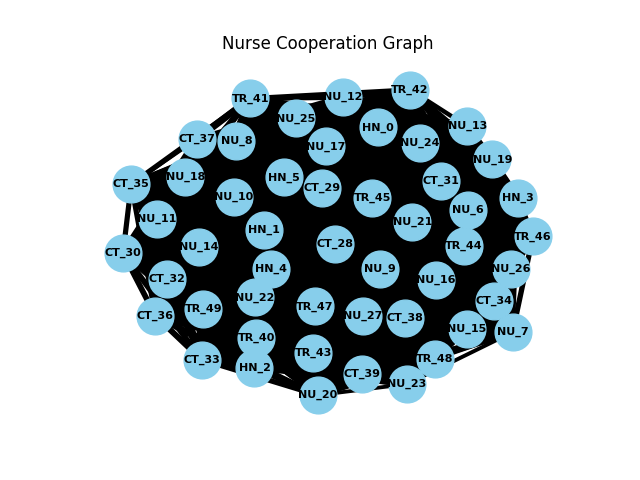 Nurse Cooperation Graph
TR_41
NU_12
TR_42
NU_25
HN_0
NU_13
CT_37
NU_8
NU_17
NU_24
NU_19
CT_35
NU_18
HN_5
CT_29
CT_31
NU_10
TR_45
HN_3
NU_11
NU_6
NU_21
HN_1
TR_46
CT_30
NU_14
CT_28
TR_44
CT_32
HN_4
NU_9
NU_16
NU_26
NU_22
CT_34
CT_36
TR_49
TR_47
NU_27
CT_38
NU_15
NU_7
TR_40
CT_33
HN_2
TR_43
TR_48
CT_39
NU_23
NU_20